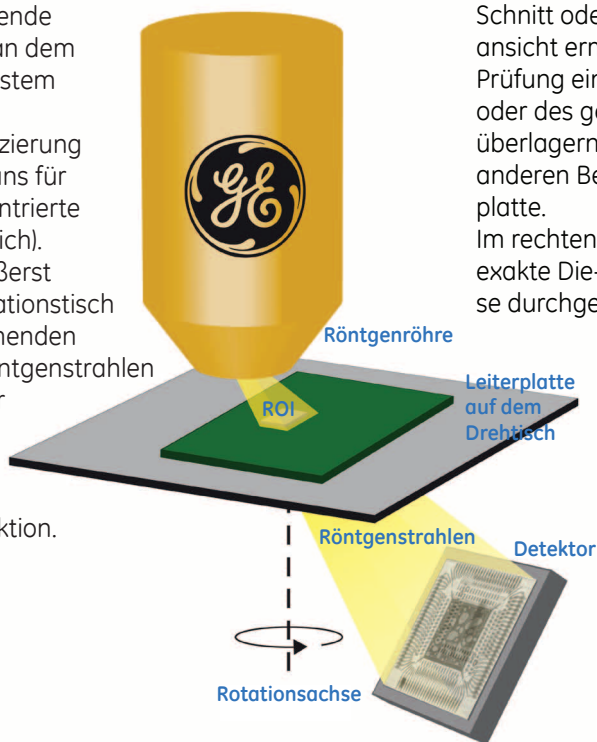 ende
an dem
stem
zierung
ns für
ntrierte
ich).
ßerst
ationstisch
henden
ntgenstrahlen
r
ktion.
Schnitt ode
ansicht erm
Prüfung ein
oder des ge
überlagern
anderen Be
platte.
Im rechten
exakte Die-
se durchge
GE
Röntgenröhre
Leiterplatte
auf dem
Drehtisch
ROI
Röntgenstrahlen
Detektor
Rotationsachse